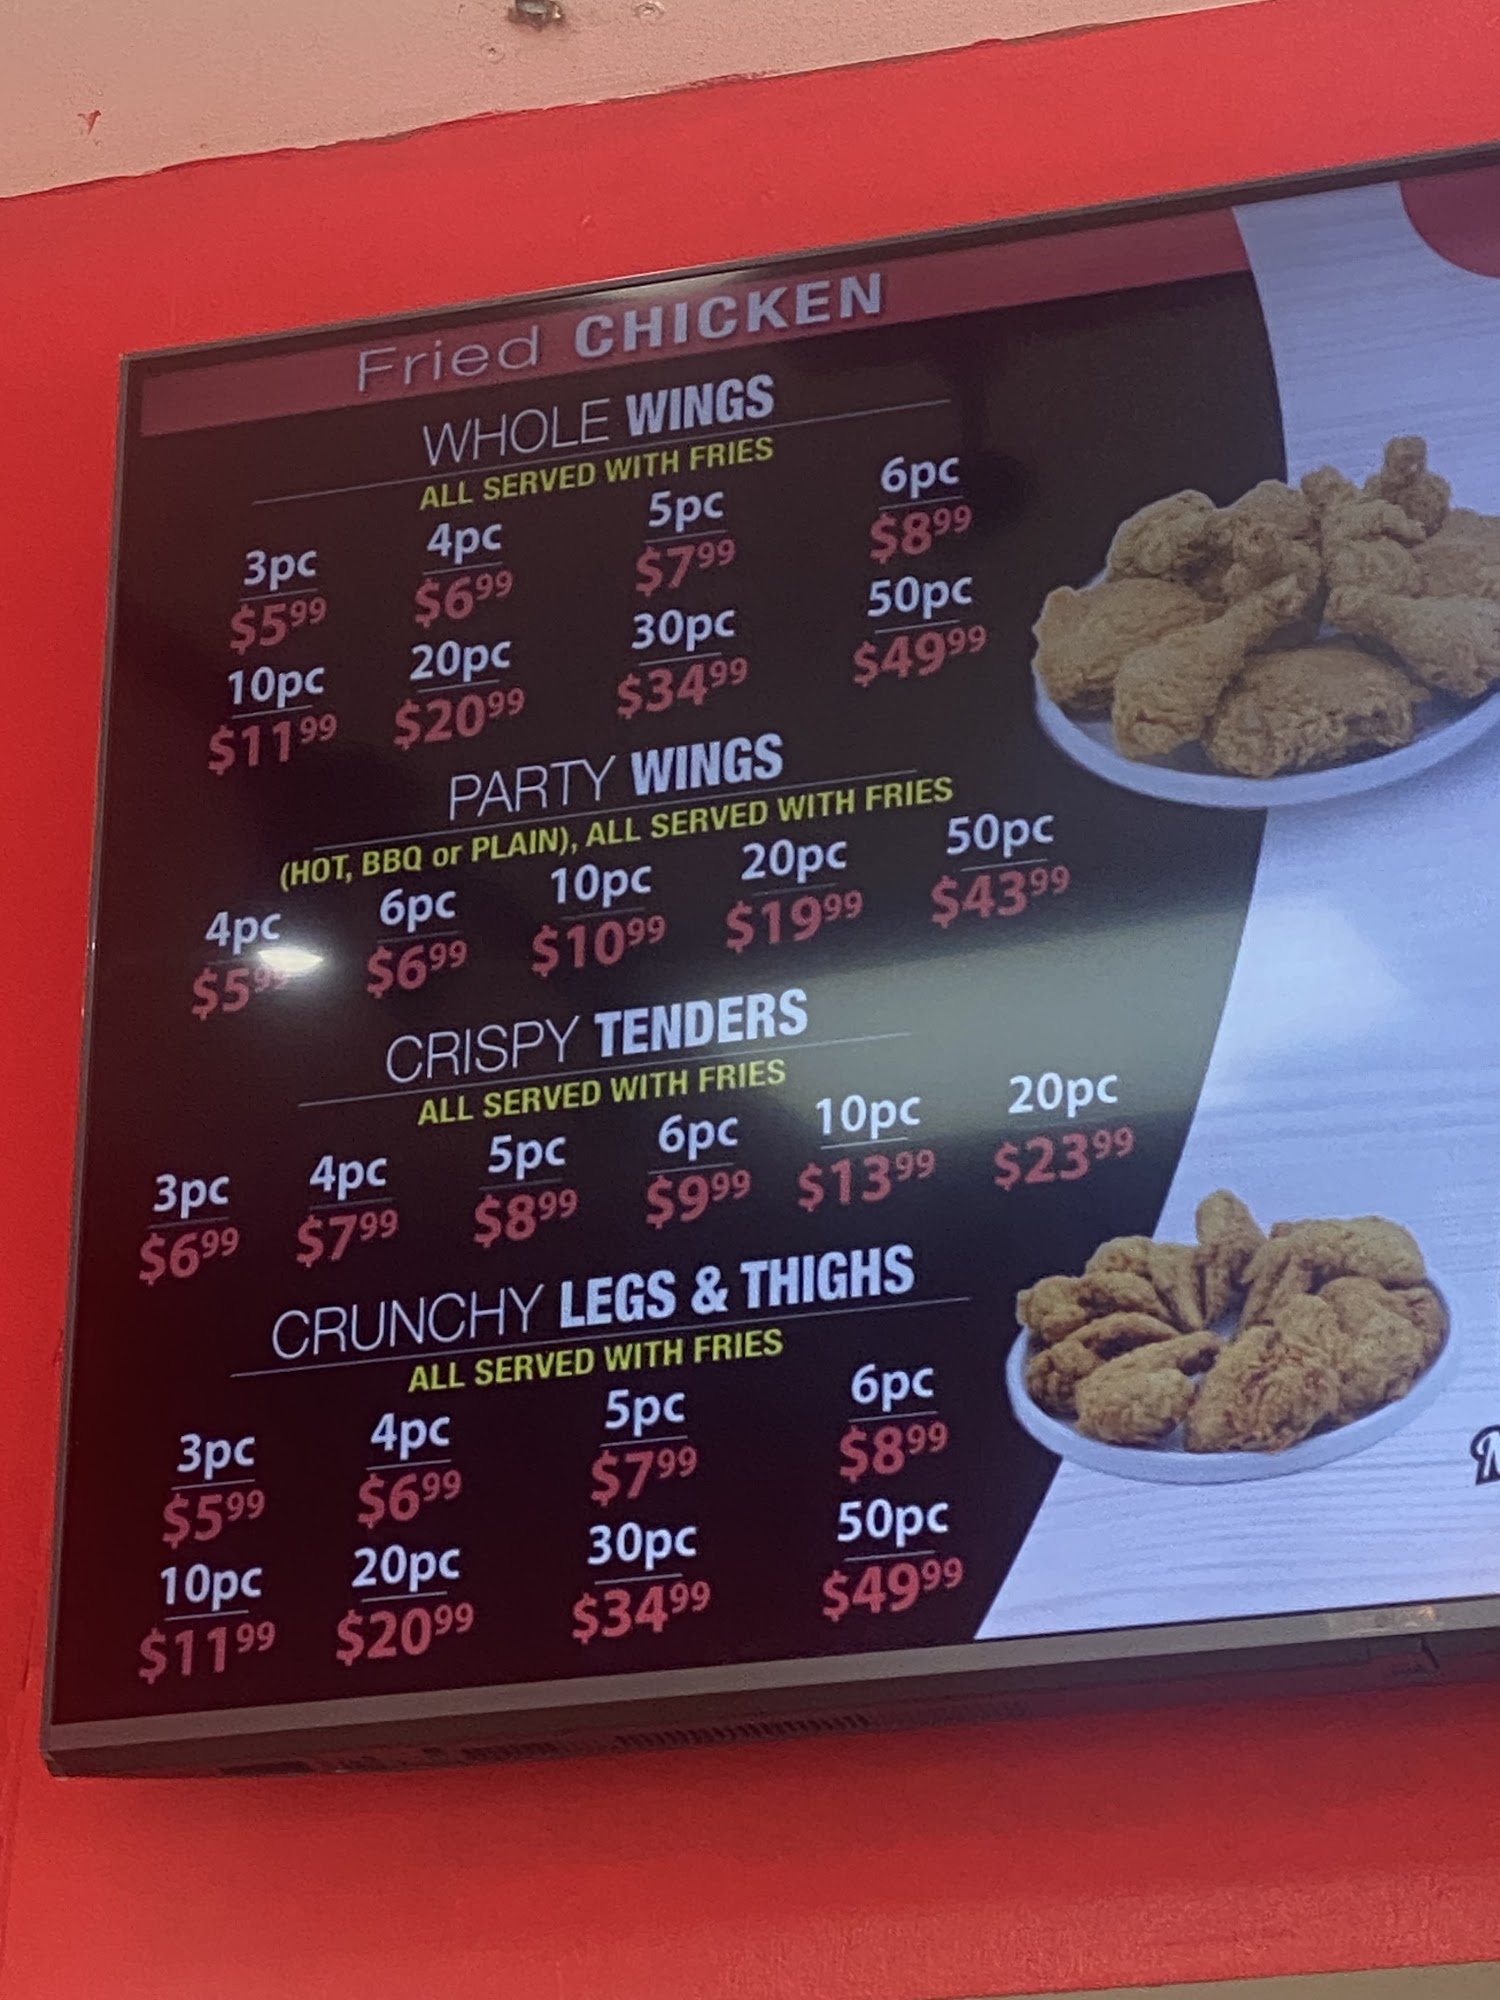 Fried CHICKEN
WHOLE WINGS
ALL SERVED WITH FRIES
3pc 4pc 5pc 6pc
$5.99 $6.99 $7.99 $8.99
10pc 20pc 30pc 50pc
$11.99 $20.99 $34.99 $49.99
PARTY WINGS
(HOT, BBQ or PLAIN), ALL SERVED WITH FRIES
4pc 6pc 10pc 20pc 50pc
$5.99 $6.99 $10.99 $19.99 $43.99
CRISPY TENDERS
ALL SERVED WITH FRIES
3pc 4pc 5pc 6pc 10pc 20pc
$6.99 $7.99 $8.99 $9.99 $13.99 $23.99
CRUNCHY LEGS & THIGHS
ALL SERVED WITH FRIES
3pc 4pc 5pc 6pc
$5.99 $6.99 $7.99 $8.99
10pc 20pc 30pc 50pc
$11.99 $20.99 $34.99 $49.99